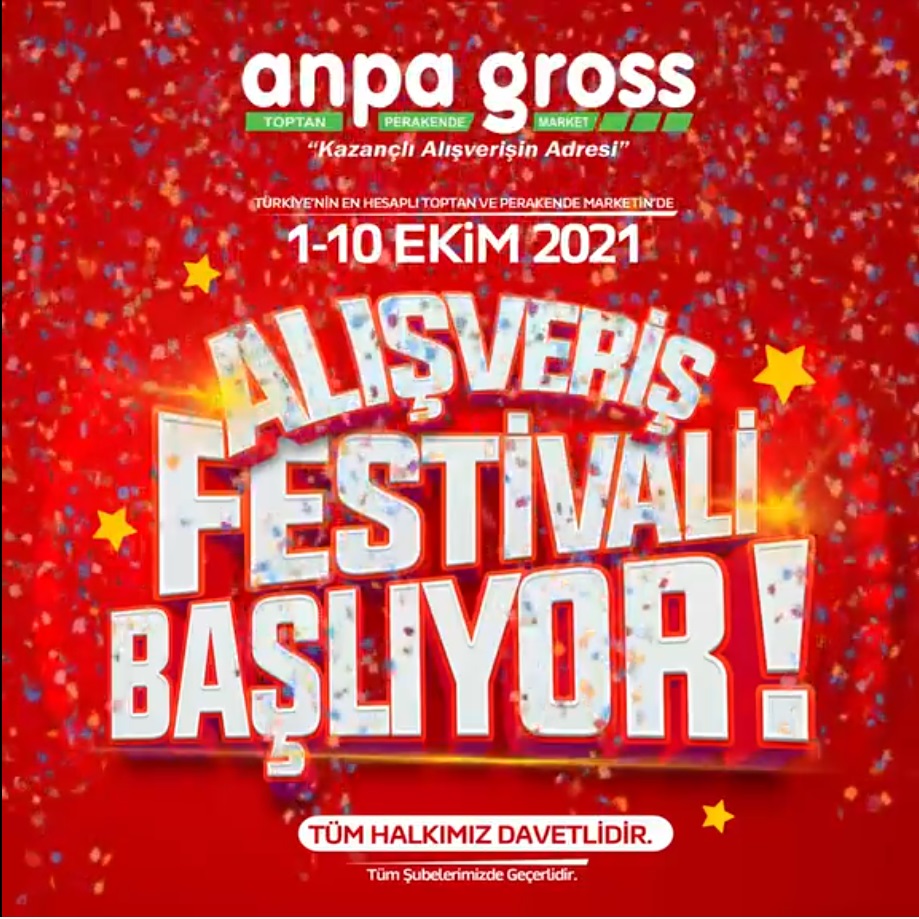 anpa gross
TOPTAN PERAKENDE MARKET
“Kazançlı Alışverişin Adresi”
TÜRKİYE'NİN EN HESAPLI TOPTAN VE PERAKENDE MARKETİN'DE
1-10 EKİM 2021
ALIŞVERİŞ
FESTİVALİ
BAŞLIYOR!
TÜM HALKIMIZ DAVETLİDİR.
Tüm Şubelerimizde Geçerlidir.